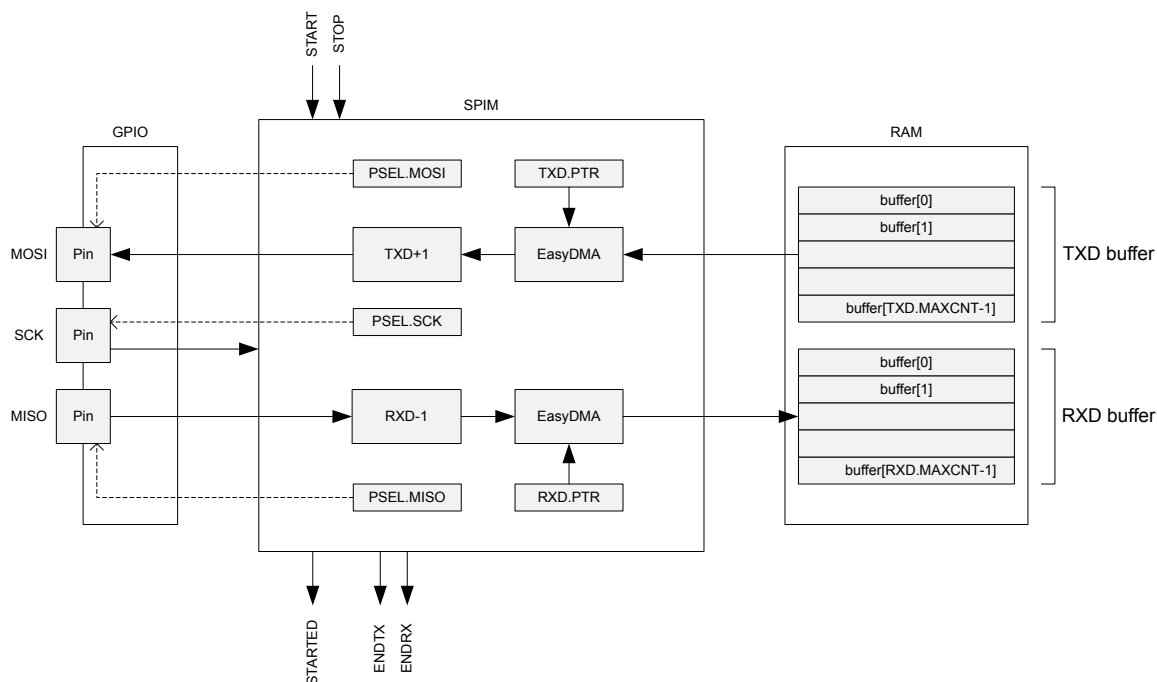 START
STOP
SPIM
GPIO
RAM
PSEL.MOSI
TXD.PTR
buffer[0]
buffer[1]
MOSI
Pin
TXD+1
EasyDMA
TXD buffer
buffer[TXD.MAXCNT-1]
PSEL.SCK
SCK
Pin
buffer[0]
buffer[1]
MISO
Pin
RXD-1
EasyDMA
RXD buffer
buffer[RXD.MAXCNT-1]
PSEL.MISO
RXD.PTR
STARTED
ENDTX
ENDRX